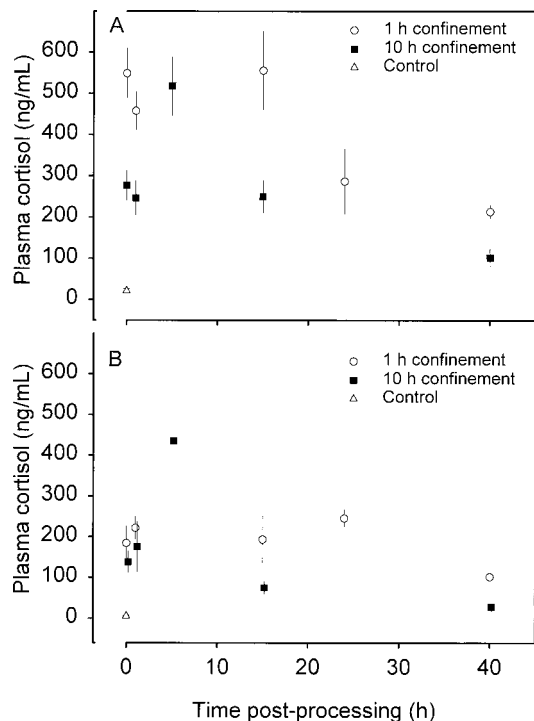 A
1 h confinement
10 h confinement
Control
Plasma cortisol (ng/mL)
600
500
400
300
200
100
0
B
1 h confinement
10 h confinement
Control
Plasma cortisol (ng/mL)
600
500
400
300
200
100
0
0 10 20 30 40
Time post-processing (h)